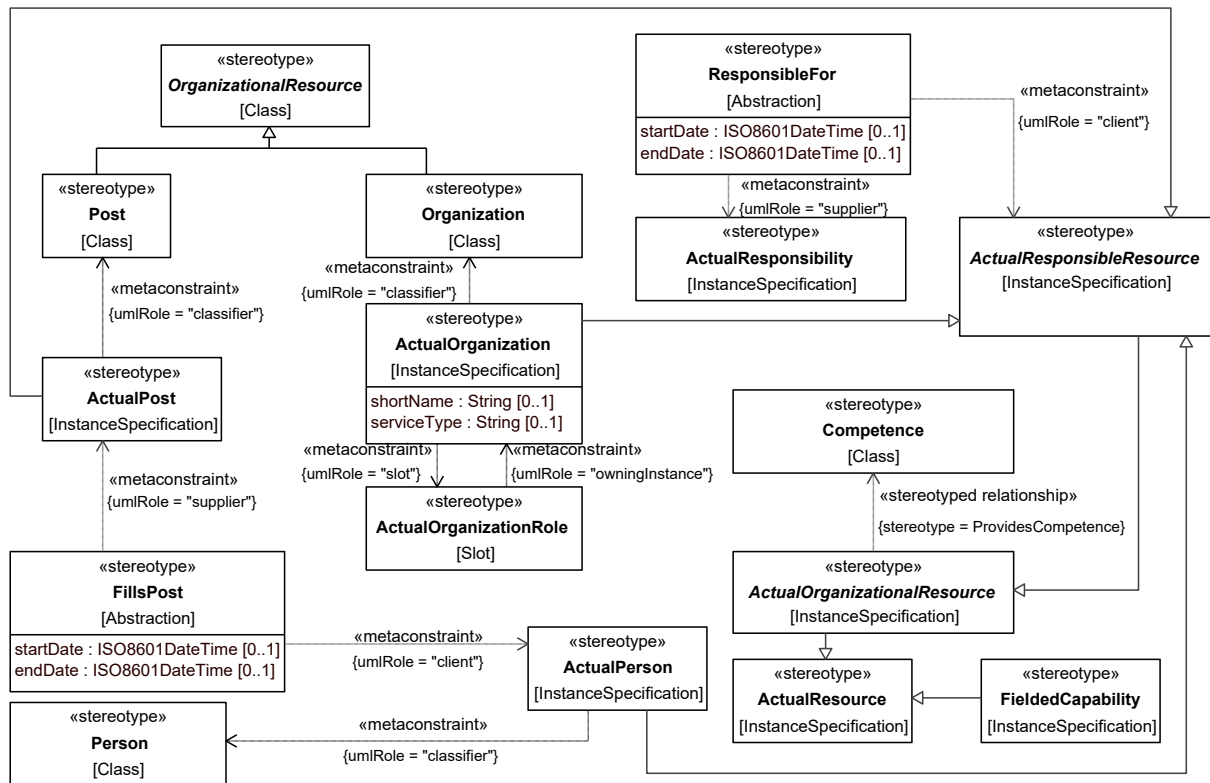 «stereotype»
OrganizationalResource
[Class]
«stereotype»
ResponsibleFor
[Abstraction]
startDate : ISO8601DateTime [0..1]
endDate : ISO8601DateTime [0..1]
«metaconstraint»
{umlRole = "client"}
«stereotype»
Post
[Class]
«stereotype»
Organization
[Class]
«metaconstraint»
{umlRole = "supplier"}
«stereotype»
ActualResponsibility
[InstanceSpecification]
«stereotype»
ActualResponsibleResource
[InstanceSpecification]
«metaconstraint»
{umlRole = "classifier"}
«metaconstraint»
{umlRole = "classifier"}
«stereotype»
ActualOrganization
[InstanceSpecification]
shortName : String [0..1]
serviceType : String [0..1]
«stereotype»
ActualPost
[InstanceSpecification]
«stereotype»
Competence
[Class]
«metaconstraint»
{umlRole = "supplier"}
«metaconstraint»
{umlRole = "slot"}
«metaconstraint»
{umlRole = "owningInstance"}
«stereotype»
ActualOrganizationRole
[Slot]
«stereotyped relationship»
{stereotype = ProvidesCompetence}
«stereotype»
FillsPost
[Abstraction]
startDate : ISO8601DateTime [0..1]
endDate : ISO8601DateTime [0..1]
«stereotype»
ActualOrganizationalResource
[InstanceSpecification]
«metaconstraint»
{umlRole = "client"}
«stereotype»
ActualPerson
[InstanceSpecification]
«stereotype»
ActualResource
[InstanceSpecification]
«stereotype»
FieldedCapability
[InstanceSpecification]
«stereotype»
Person
[Class]
«metaconstraint»
{umlRole = "classifier"}